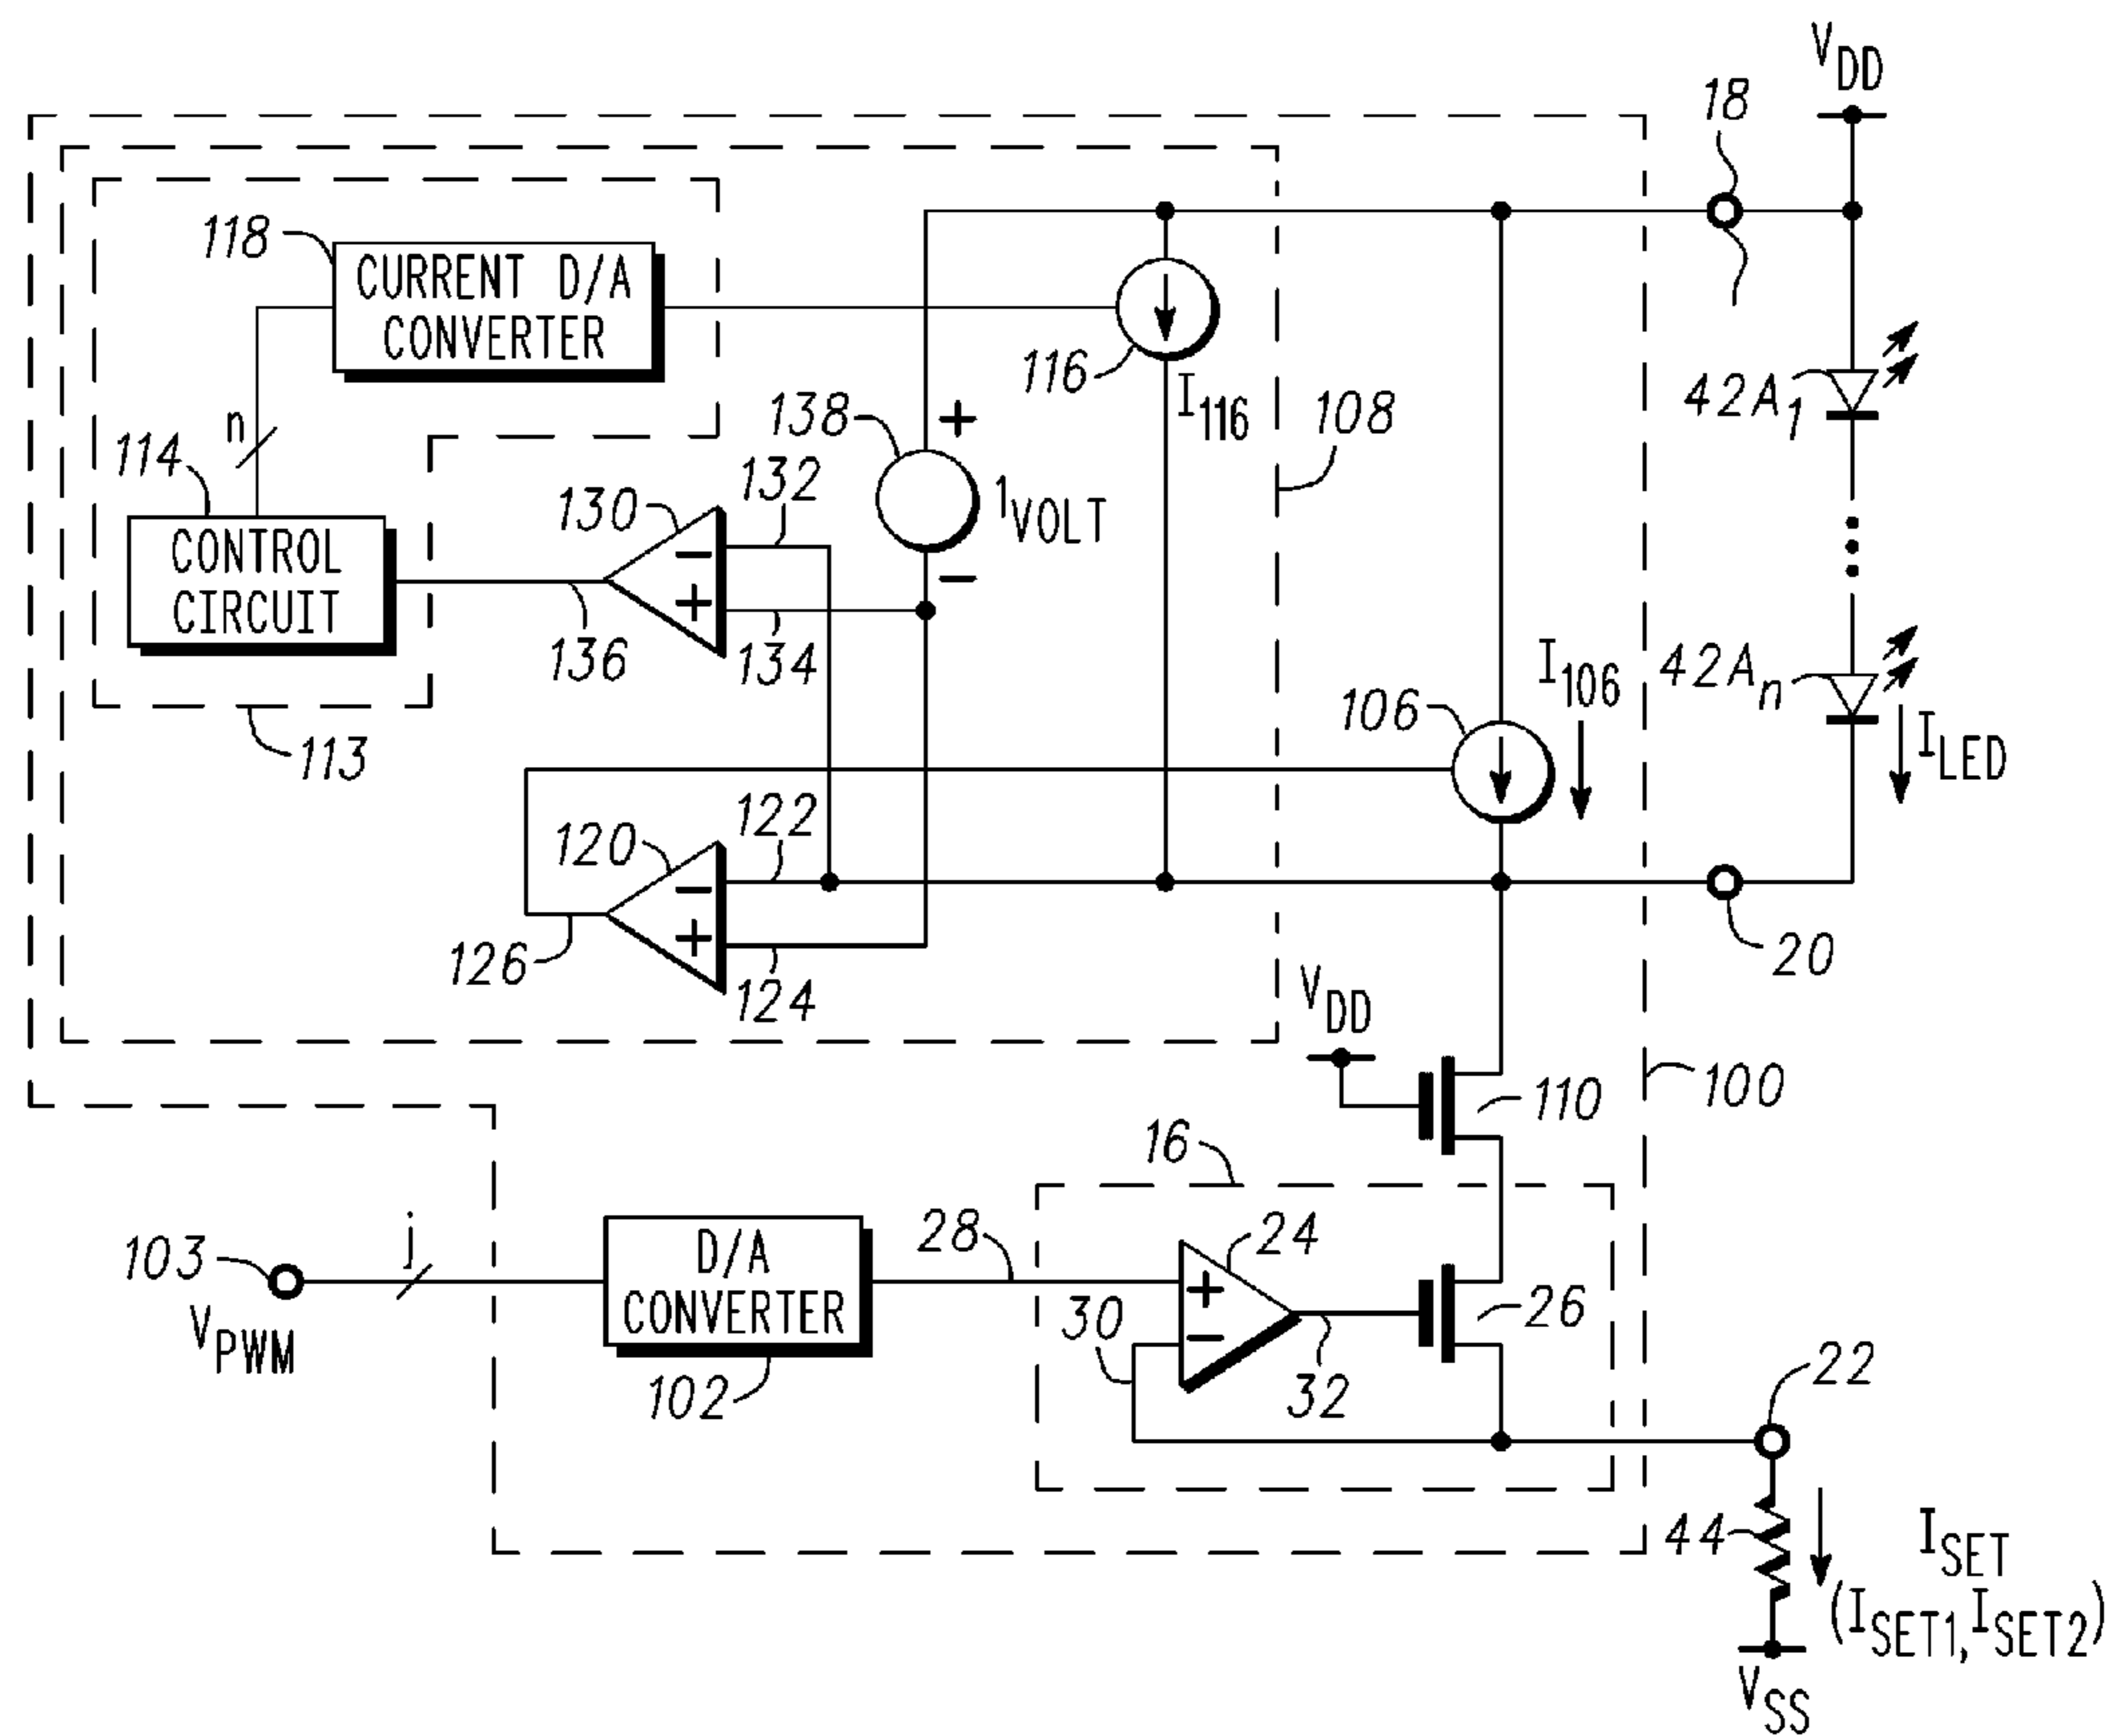 V_DD
18
118
CURRENT D/A
CONVERTER
116
I_116
42A_1
108
138
+
n
114
132
130
1_VOLT
CONTROL
CIRCUIT
−
+
−
136
134
I_106
42A_n
106
I_LED
113
122
120
−
+
126
124
20
V_DD
110
100
16
j
D/A
CONVERTER
28
24
103
V_PWM
+
−
30
26
102
32
22
44
I_SET
(I_SET1, I_SET2)
V_SS